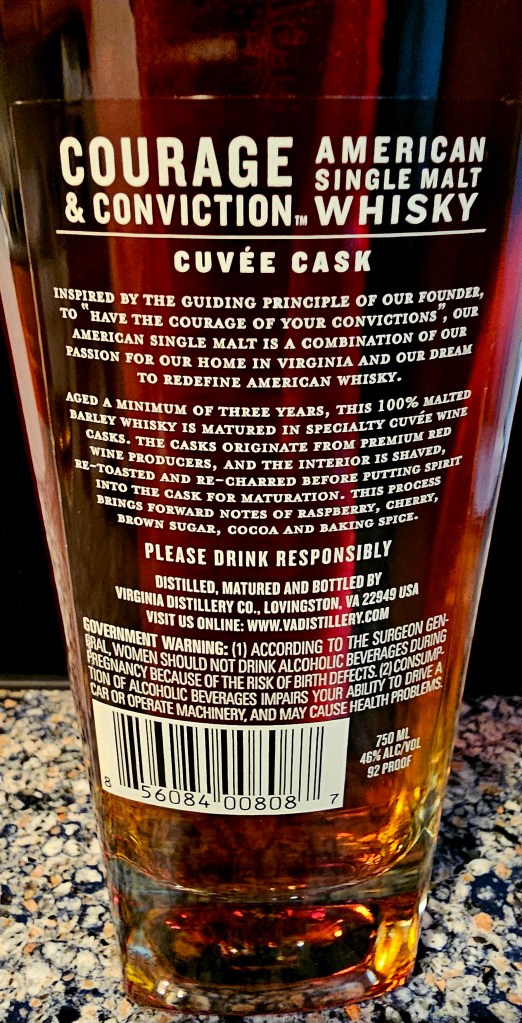 COURAGE
& CONVICTION™
AMERICAN
SINGLE MALT
WHISKY
CUVÉE CASK
INSPIRED BY THE GUIDING PRINCIPLE OF OUR FOUNDER,
TO "HAVE THE COURAGE OF YOUR CONVICTIONS", OUR
AMERICAN SINGLE MALT IS A COMBINATION OF OUR
PASSION FOR OUR HOME IN VIRGINIA AND OUR DREAM
TO REDEFINE AMERICAN WHISKY.
AGED A MINIMUM OF THREE YEARS, THIS 100% MALTED
BARLEY WHISKY IS MATURED IN SPECIALTY CUVÉE WINE
CASKS. THE CASKS ORIGINATE FROM PREMIUM RED
WINE PRODUCERS, AND THE INTERIOR IS SHAVED,
RE-TOASTED AND RE-CHARRED BEFORE PUTTING SPIRIT
INTO THE CASK FOR MATURATION. THIS PROCESS
BRINGS FORWARD NOTES OF RASPBERRY, CHERRY,
BROWN SUGAR, COCOA AND BAKING SPICE.
PLEASE DRINK RESPONSIBLY
DISTILLED, MATURED AND BOTTLED BY
VIRGINIA DISTILLERY CO., LOVINGSTON, VA 22949 USA
VISIT US ONLINE: WWW.VADISTILLERY.COM
GOVERNMENT WARNING: (1) ACCORDING TO THE SURGEON GEN-
ERAL, WOMEN SHOULD NOT DRINK ALCOHOLIC BEVERAGES DURING
PREGNANCY BECAUSE OF THE RISK OF BIRTH DEFECTS. (2) CONSUMP-
TION OF ALCOHOLIC BEVERAGES IMPAIRS YOUR ABILITY TO DRIVE A
CAR OR OPERATE MACHINERY, AND MAY CAUSE HEALTH PROBLEMS.
750 ML
46% ALC/VOL
92 PROOF
8 56084 00808 7